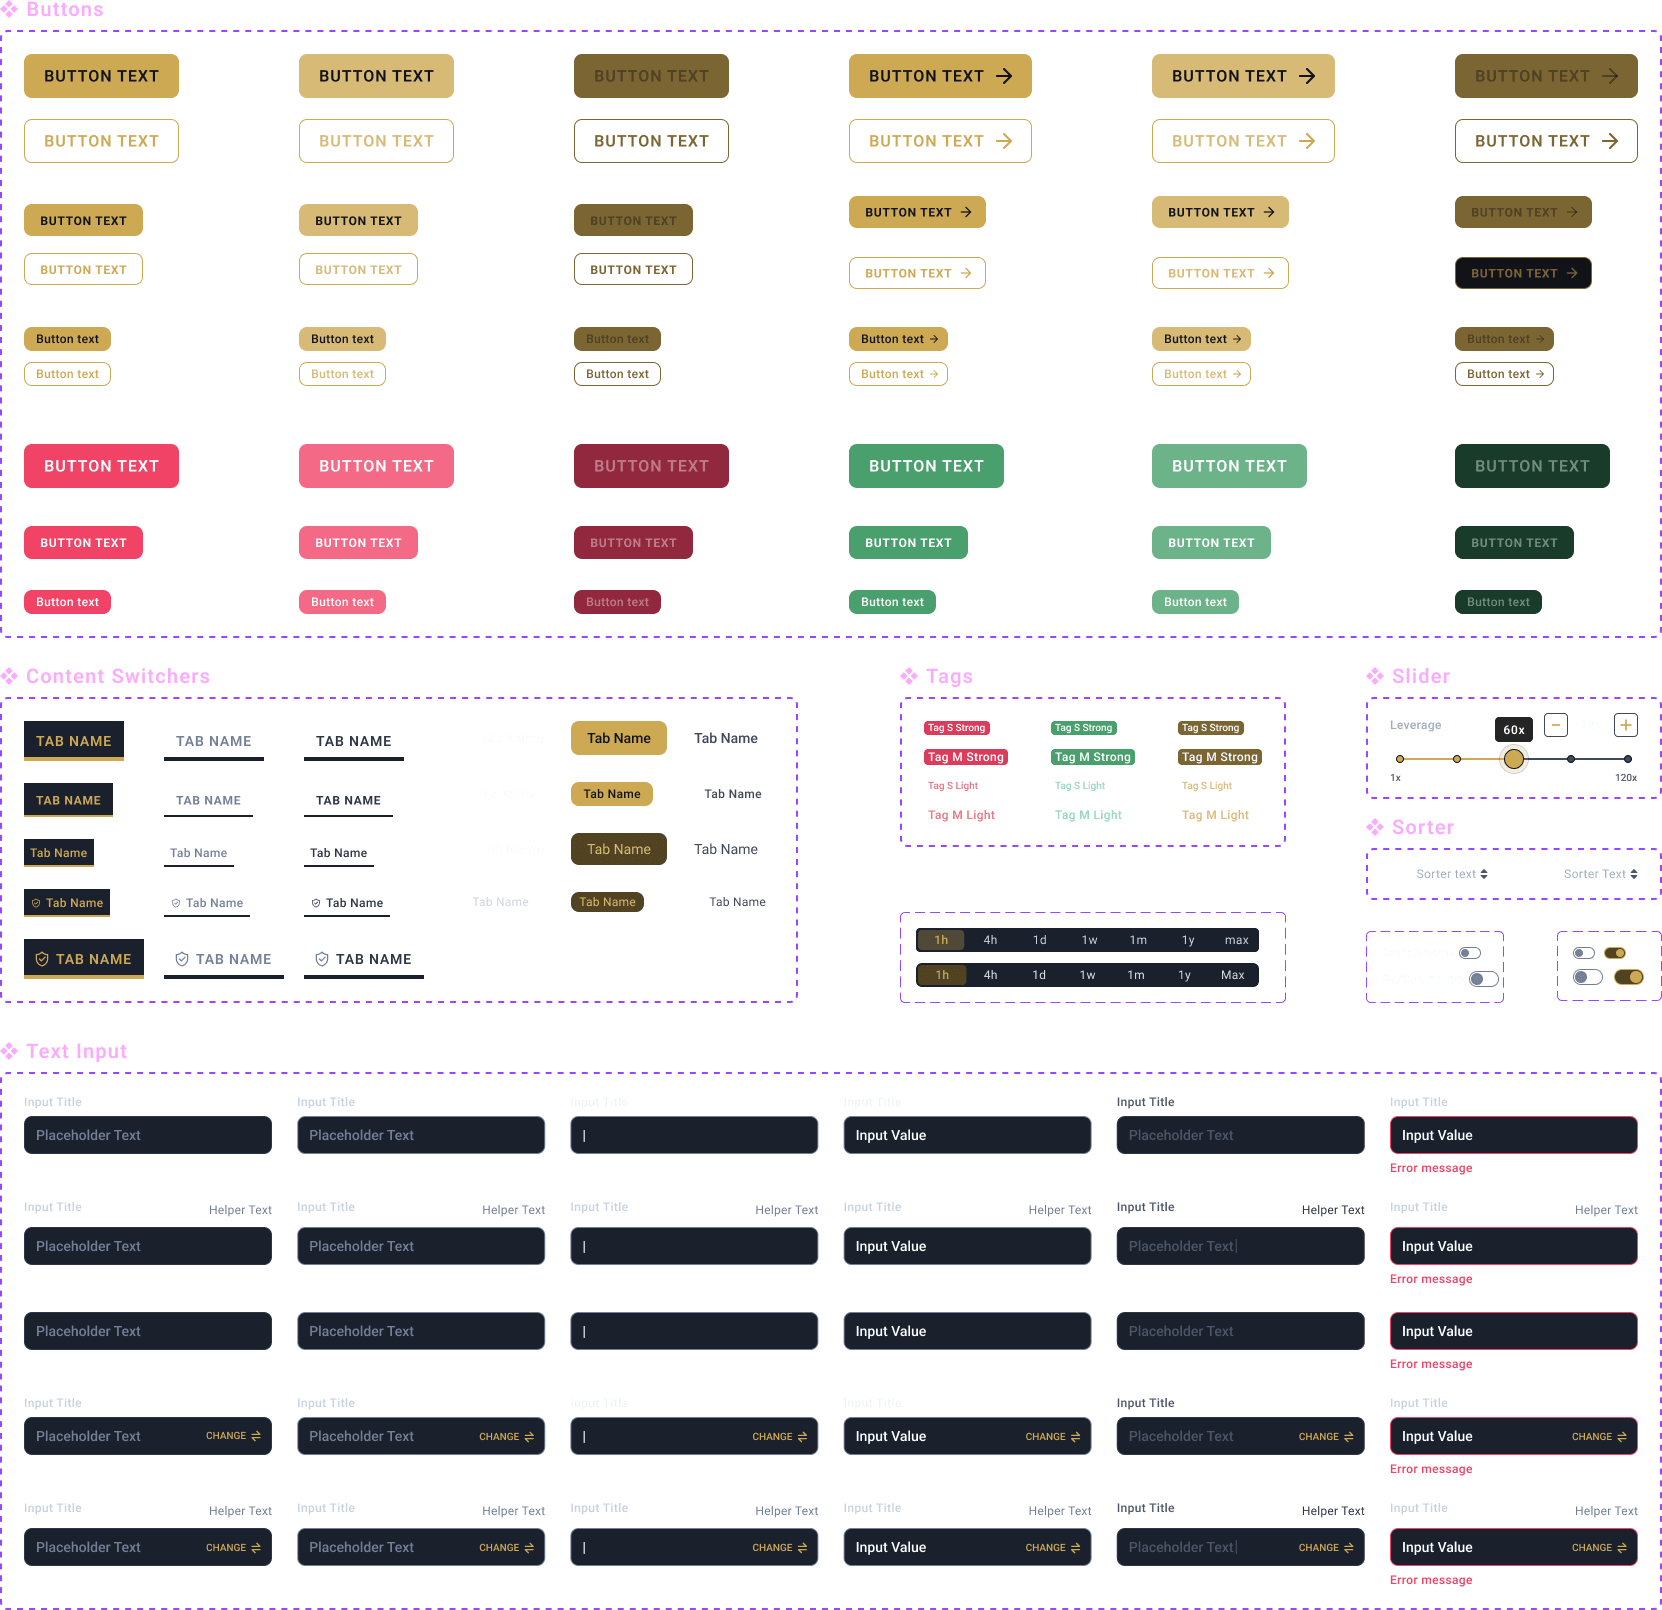 Buttons
BUTTON TEXT BUTTON TEXT BUTTON TEXT BUTTON TEXT BUTTON TEXT BUTTON TEXT
BUTTON TEXT BUTTON TEXT BUTTON TEXT BUTTON TEXT BUTTON TEXT BUTTON TEXT
BUTTON TEXT BUTTON TEXT BUTTON TEXT BUTTON TEXT BUTTON TEXT BUTTON TEXT
BUTTON TEXT BUTTON TEXT BUTTON TEXT BUTTON TEXT BUTTON TEXT BUTTON TEXT
Button text Button text Button text Button text Button text Button text
Button text Button text Button text Button text Button text Button text
BUTTON TEXT BUTTON TEXT BUTTON TEXT BUTTON TEXT BUTTON TEXT BUTTON TEXT
BUTTON TEXT BUTTON TEXT BUTTON TEXT BUTTON TEXT BUTTON TEXT BUTTON TEXT
Button text Button text Button text Button text Button text Button text
Content Switchers
TAB NAME TAB NAME TAB NAME Tab Name Tab Name
TAB NAME TAB NAME TAB NAME Tab Name Tab Name
Tab Name Tab Name Tab Name Tab Name Tab Name
Tab Name Tab Name Tab Name Tab Name Tab Name Tab Name
TAB NAME TAB NAME TAB NAME
Tags
Tag S Strong Tag S Strong Tag S Strong
Tag M Strong Tag M Strong Tag M Strong
Tag S Light Tag S Light Tag S Light
Tag M Light Tag M Light Tag M Light
1h 4h 1d 1w 1m 1y max
1h 4h 1d 1w 1m 1y Max
Slider
Leverage 60x − +
1x 120x
Sorter
Sorter text Sorter Text
Text Input
Input Title Input Title Input Title Input Title Input Title Input Title
Placeholder Text Placeholder Text | Input Value Placeholder Text Input Value
Error message
Input Title Helper Text Input Title Helper Text Input Title Helper Text Input Title Helper Text Input Title Helper Text Input Title Helper Text
Placeholder Text Placeholder Text | Input Value Placeholder Text| Input Value
Error message
Placeholder Text Placeholder Text | Input Value Placeholder Text Input Value
Error message
Input Title Input Title Input Title Input Title Input Title Input Title
Placeholder Text CHANGE Placeholder Text CHANGE | CHANGE Input Value CHANGE Placeholder Text CHANGE Input Value CHANGE
Error message
Input Title Helper Text Input Title Helper Text Input Title Helper Text Input Title Helper Text Input Title Helper Text Input Title Helper Text
Placeholder Text CHANGE Placeholder Text CHANGE | CHANGE Input Value CHANGE Placeholder Text| CHANGE Input Value CHANGE
Error message